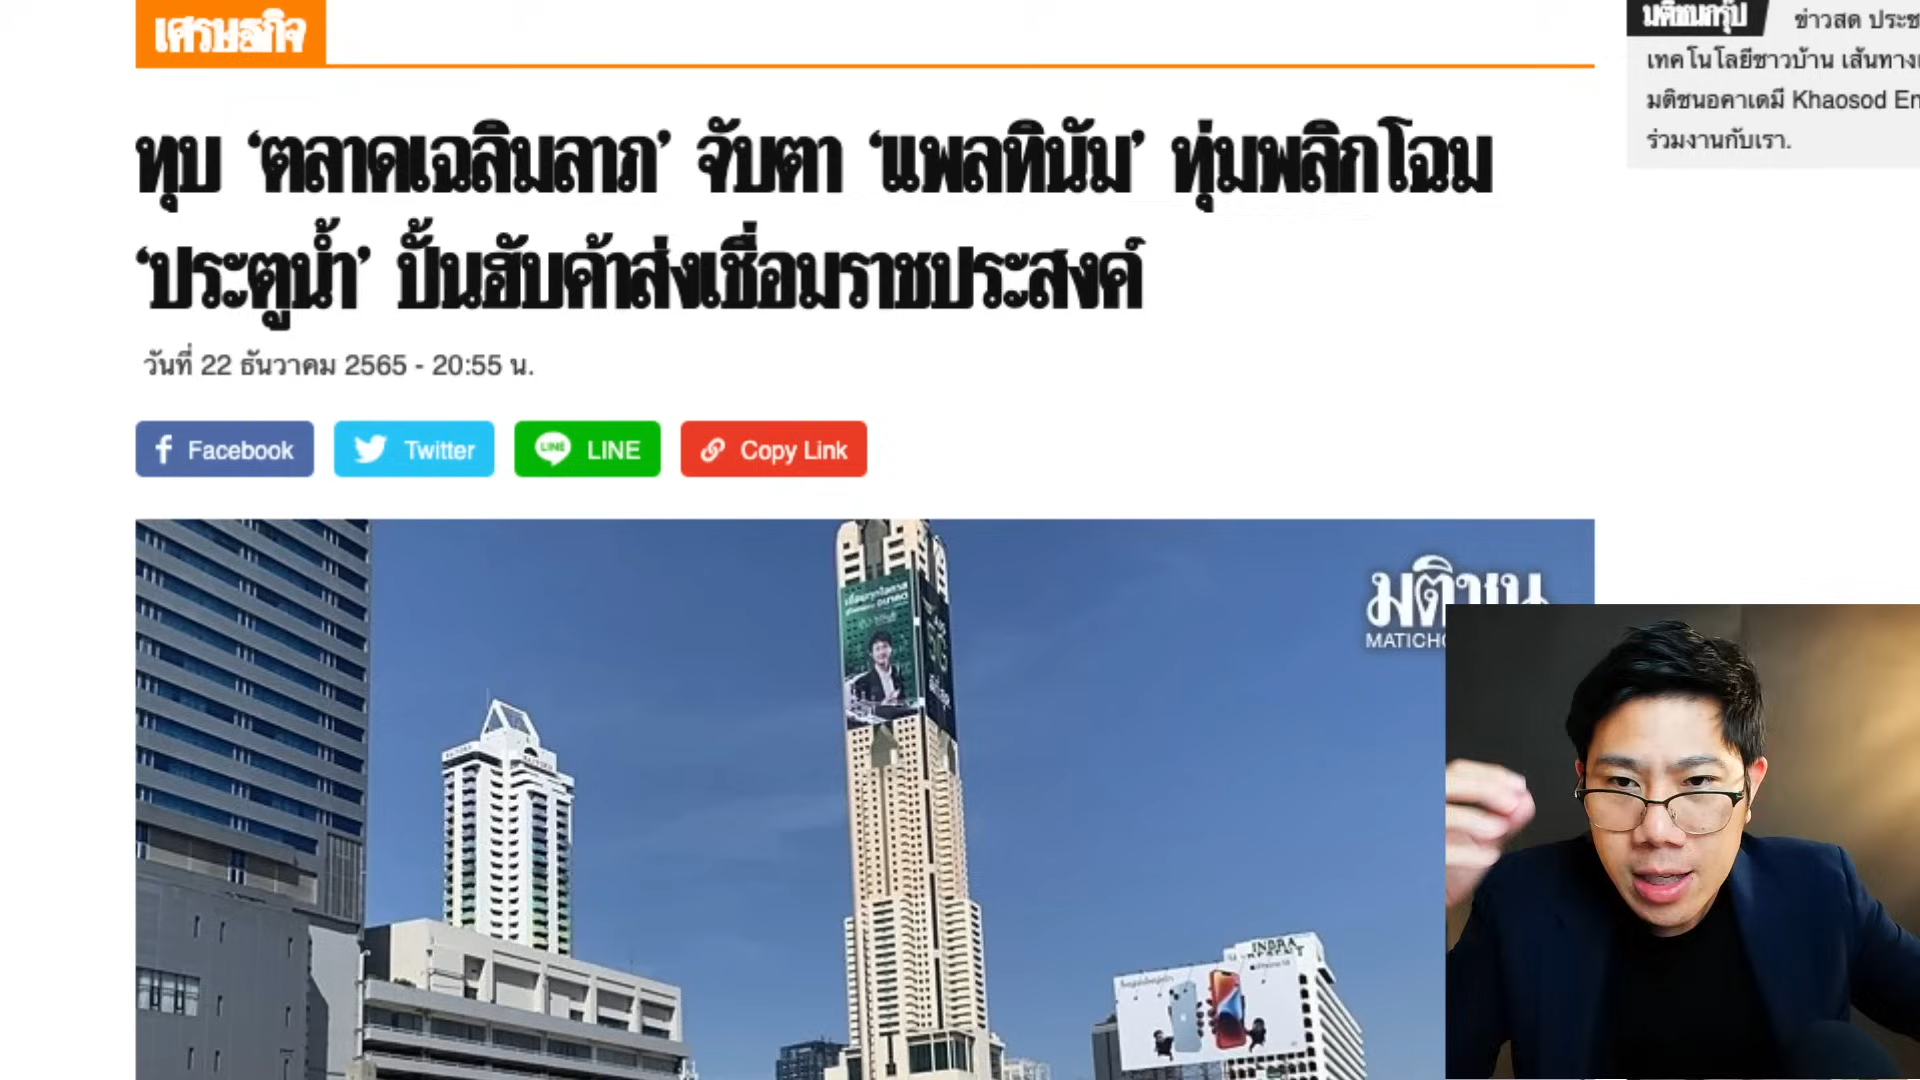 เศรษฐกิจ
มติชนกรุ๊ป ข่าวสด ประช
เทคโนโลยีชาวบ้าน เส้นทาง
มติชนอคาเดมี Khaosod En
ร่วมงานกับเรา.
ทุบ ‘ตลาดเฉลิมลาภ’ จับตา ‘แพลทินัม’ ทุ่มพลิกโฉม
‘ประตูน้ำ’ ปั้นฮับค้าส่งเชื่อมราชประสงค์
วันที่ 22 ธันวาคม 2565 - 20:55 น.
Facebook Twitter LINE Copy Link
มติชน
MATICHO
INDRA